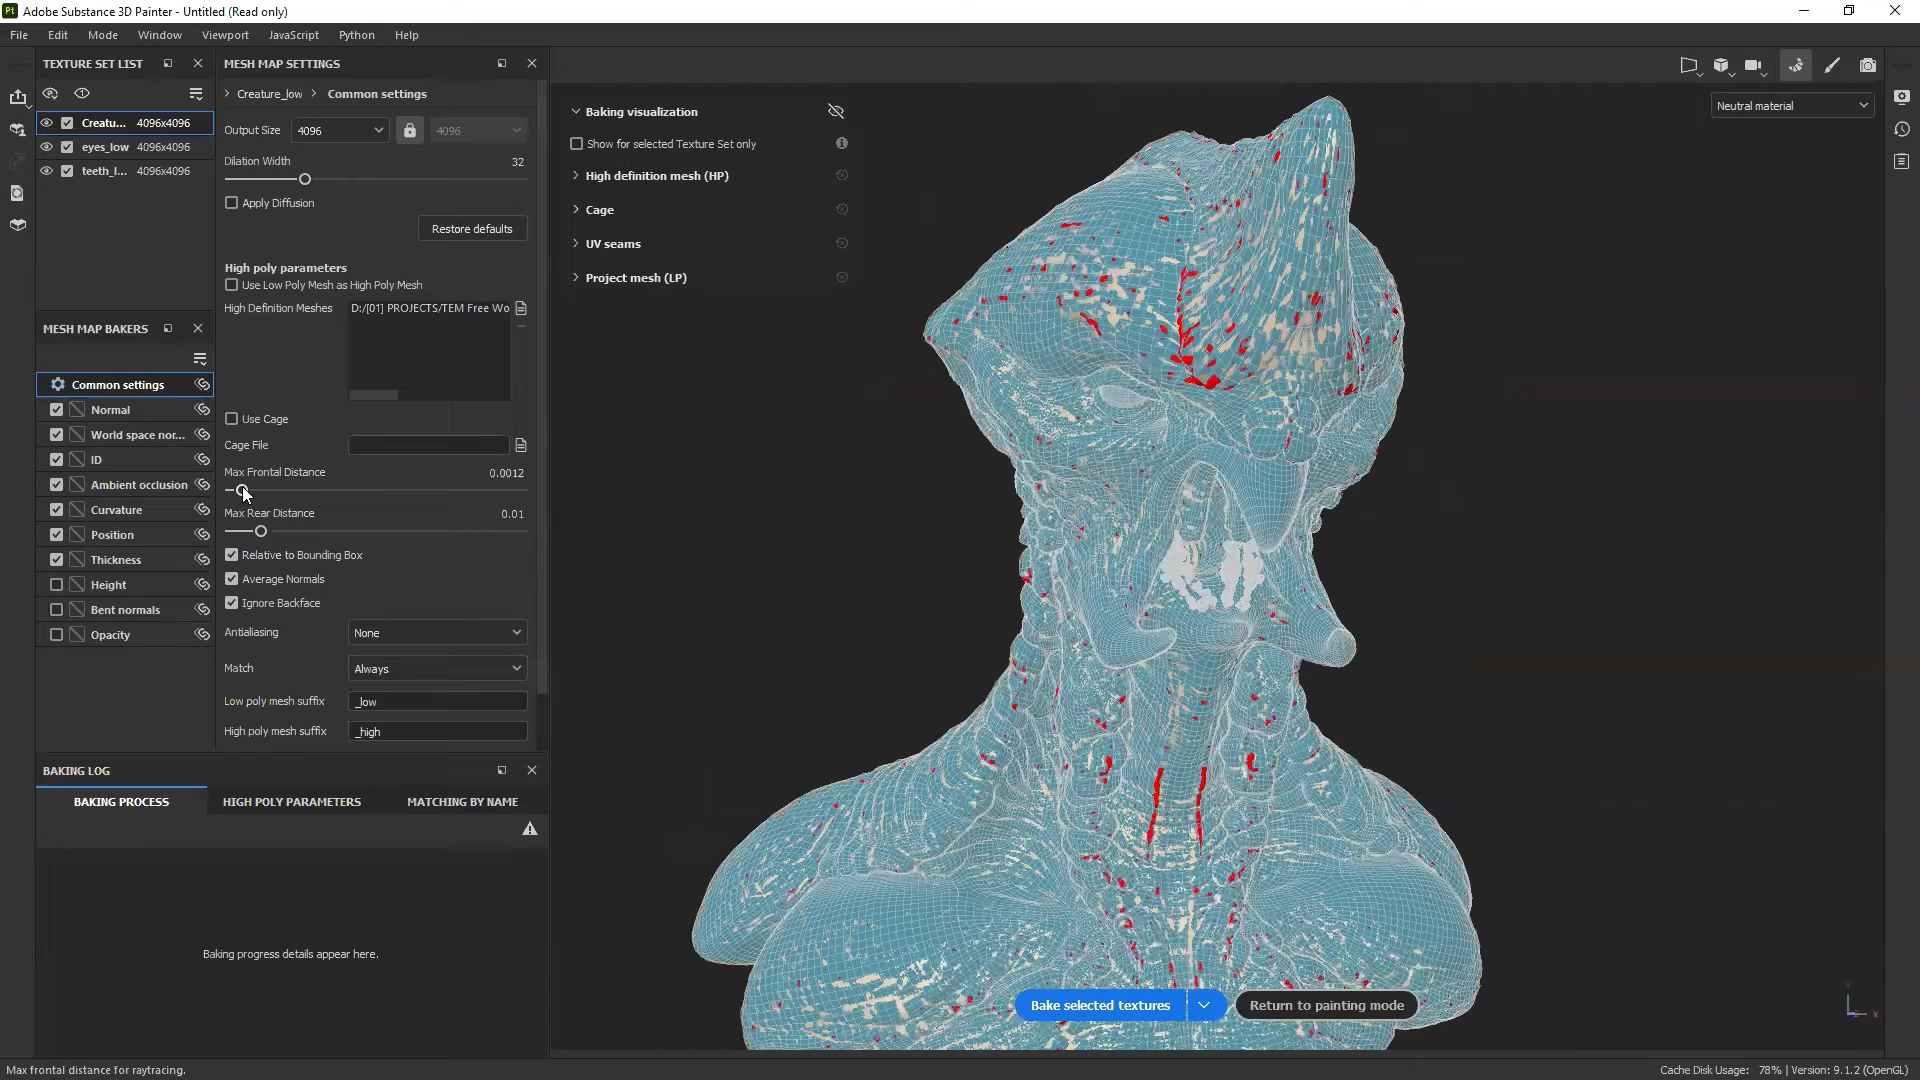 Pt Adobe Substance 3D Painter - Untitled (Read only)
File Edit Mode Window Viewport JavaScript Python Help
TEXTURE SET LIST
Creatu... 4096x4096
eyes_low 4096x4096
teeth_l... 4096x4096
MESH MAP BAKERS
Common settings
Normal
World space nor...
ID
Ambient occlusion
Curvature
Position
Thickness
Height
Bent normals
Opacity
MESH MAP SETTINGS
Creature_low > Common settings
Output Size 4096 4096
Dilation Width 32
Apply Diffusion
Restore defaults
High poly parameters
Use Low Poly Mesh as High Poly Mesh
High Definition Meshes D:/[01] PROJECTS/TEM Free Wo
Use Cage
Cage File
Max Frontal Distance 0.0012
Max Rear Distance 0.01
Relative to Bounding Box
Average Normals
Ignore Backface
Antialiasing None
Match Always
Low poly mesh suffix _low
High poly mesh suffix _high
BAKING LOG
BAKING PROCESS HIGH POLY PARAMETERS MATCHING BY NAME
Baking progress details appear here.
Baking visualization
Show for selected Texture Set only
High definition mesh (HP)
Cage
UV seams
Project mesh (LP)
Neutral material
Bake selected textures
Return to painting mode
Max frontal distance for raytracing.
Cache Disk Usage: 78% | Version: 9.1.2 (OpenGL)